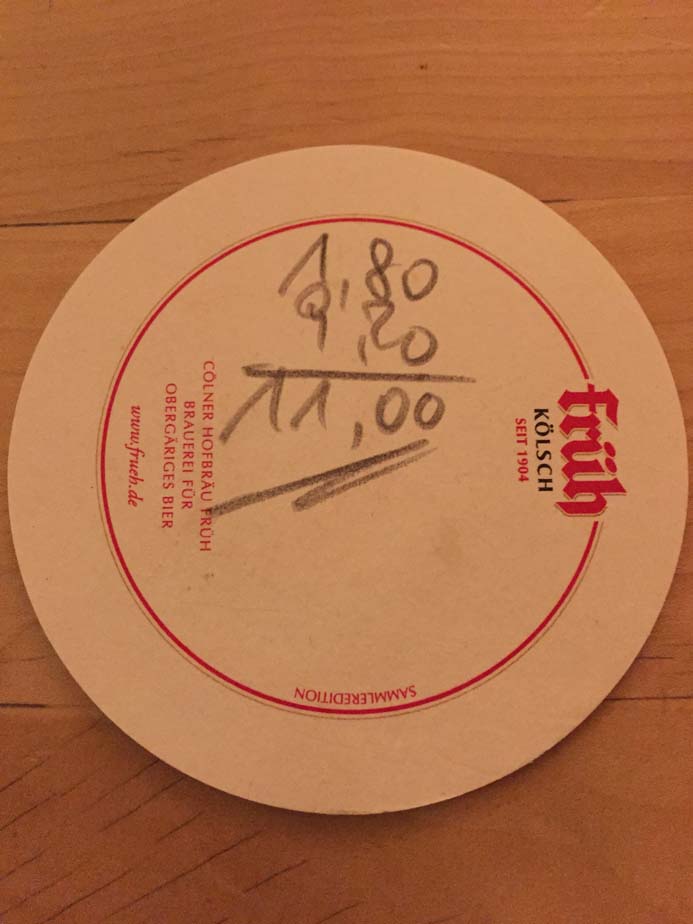 1,80
9,20
11,00
Früh
KÖLSCH
SEIT 1904
CÖLNER HOFBRÄU FRÜH
BRAUEREI FÜR
OBERGÄRIGES BIER
www.frueh.de
SAMMLEREDITION